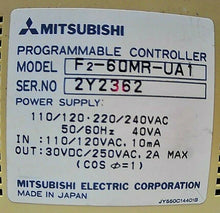 MITSUBISHI
PROGRAMMABLE CONTROLLER
MODEL F2-60MR-UA1
SER.NO 2Y2362
POWER SUPPLY:
110/120-220/240VAC
50/60Hz 40VA
IN : 110/120VAC, 10mA
OUT : 30VDC/250VAC, 2A MAX
(COS ϕ=1)
MITSUBISHI ELECTRIC CORPORATION
MADE IN JAPAN JY550C14401B